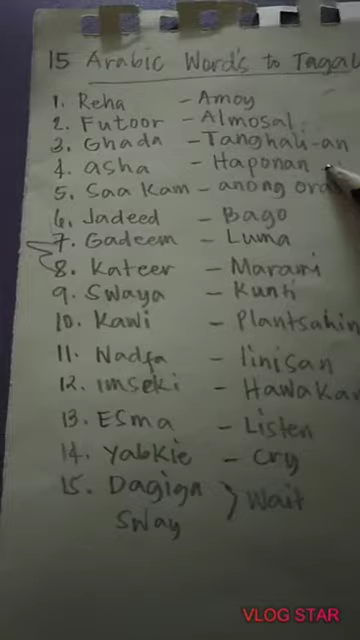 15 Arabic Word's to Tagal
1. Reha - Amoy
2. Futoor - Almosal
3. Ghada - Tanghali-an
4. asha - Haponan
5. Saa kam - anong ora
6. Jadeed - Bago
7. Gadeem - Luma
8. Kateer - Marami
9. Swaya - Kunti
10. Kawi - Plantsahin
11. Nadfa - linisan
12. imseki - Hawakan
13. Esma - Listen
14. Yabkie - Cry
15. Dagiga } Wait
Sway
VLOG STAR